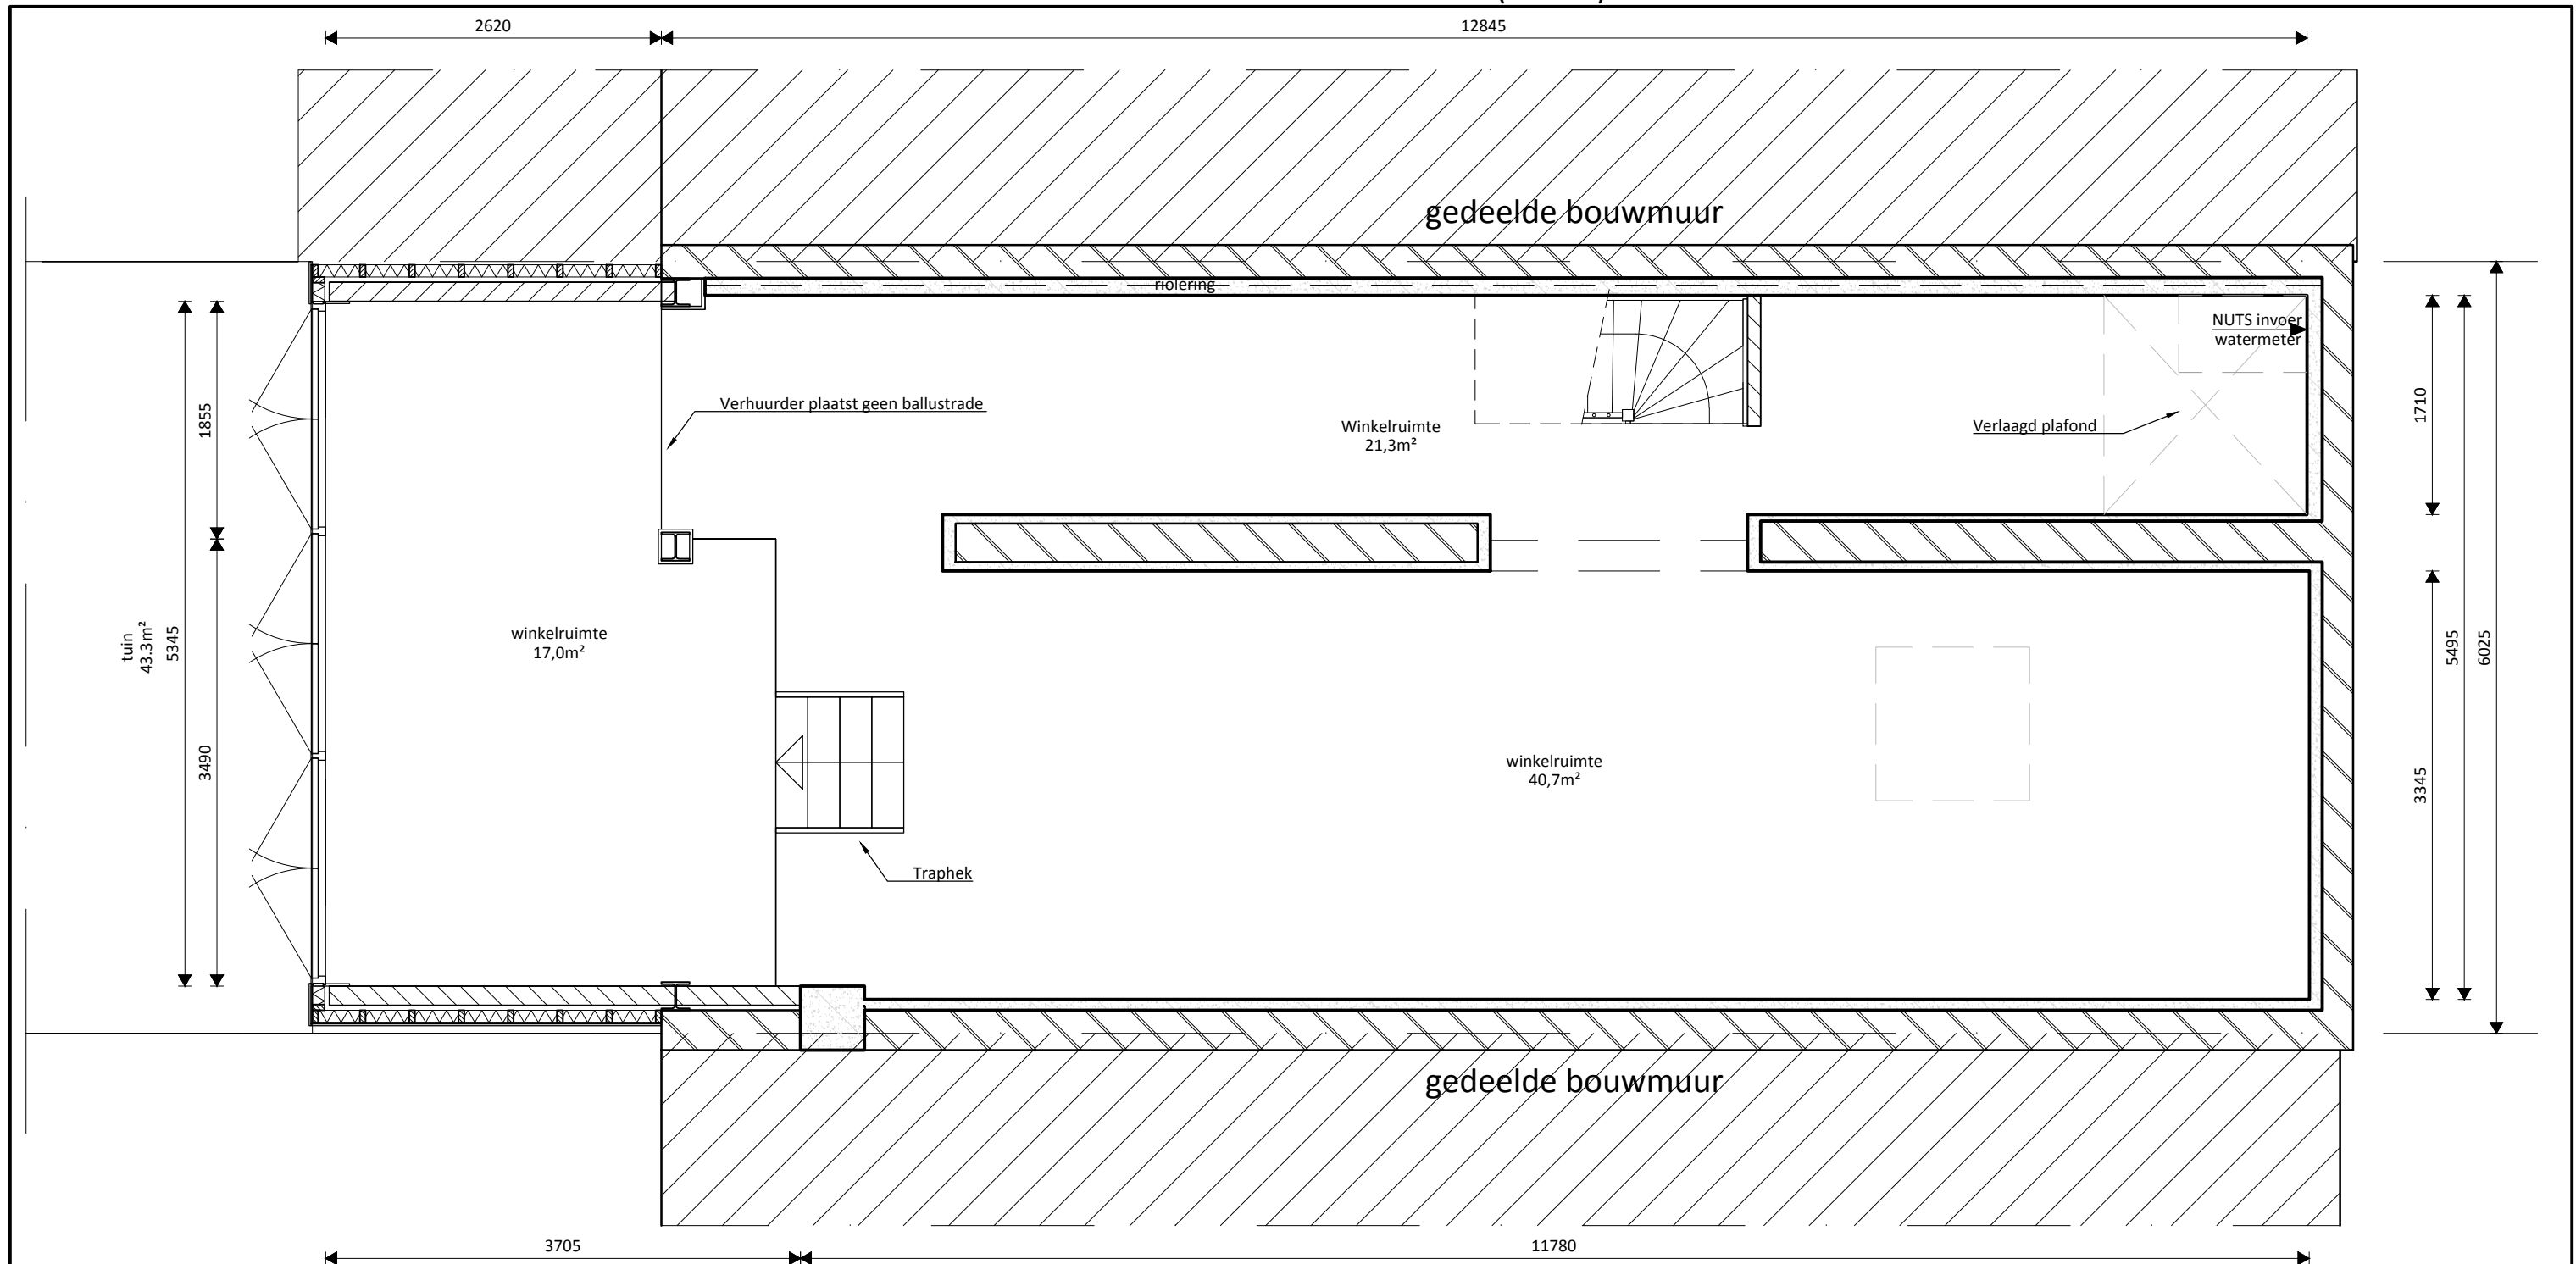 2620
12845
gedeelde bouwmuur
riolering
NUTS invoer
watermeter
Verhuurder plaatst geen ballustrade
Winkelruimte
21,3m²
Verlaagd plafond
1855
1710
tuin
43.3m²
5345
winkelruimte
17,0m²
5495
6025
3490
winkelruimte
40,7m²
3345
Traphek
gedeelde bouwmuur
3705
11780